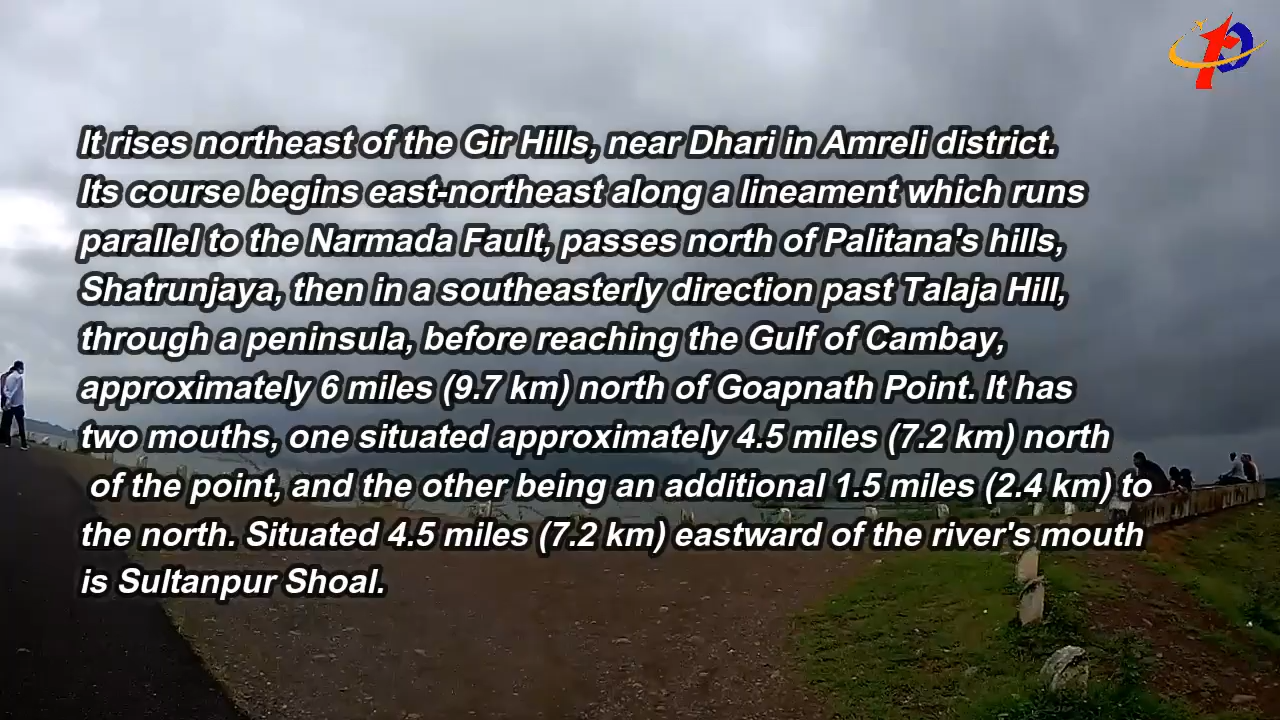 It rises northeast of the Gir Hills, near Dhari in Amreli district.
Its course begins east-northeast along a lineament which runs
parallel to the Narmada Fault, passes north of Palitana's hills,
Shatrunjaya, then in a southeasterly direction past Talaja Hill,
through a peninsula, before reaching the Gulf of Cambay,
approximately 6 miles (9.7 km) north of Goapnath Point. It has
two mouths, one situated approximately 4.5 miles (7.2 km) north
of the point, and the other being an additional 1.5 miles (2.4 km) to
the north. Situated 4.5 miles (7.2 km) eastward of the river's mouth
is Sultanpur Shoal.